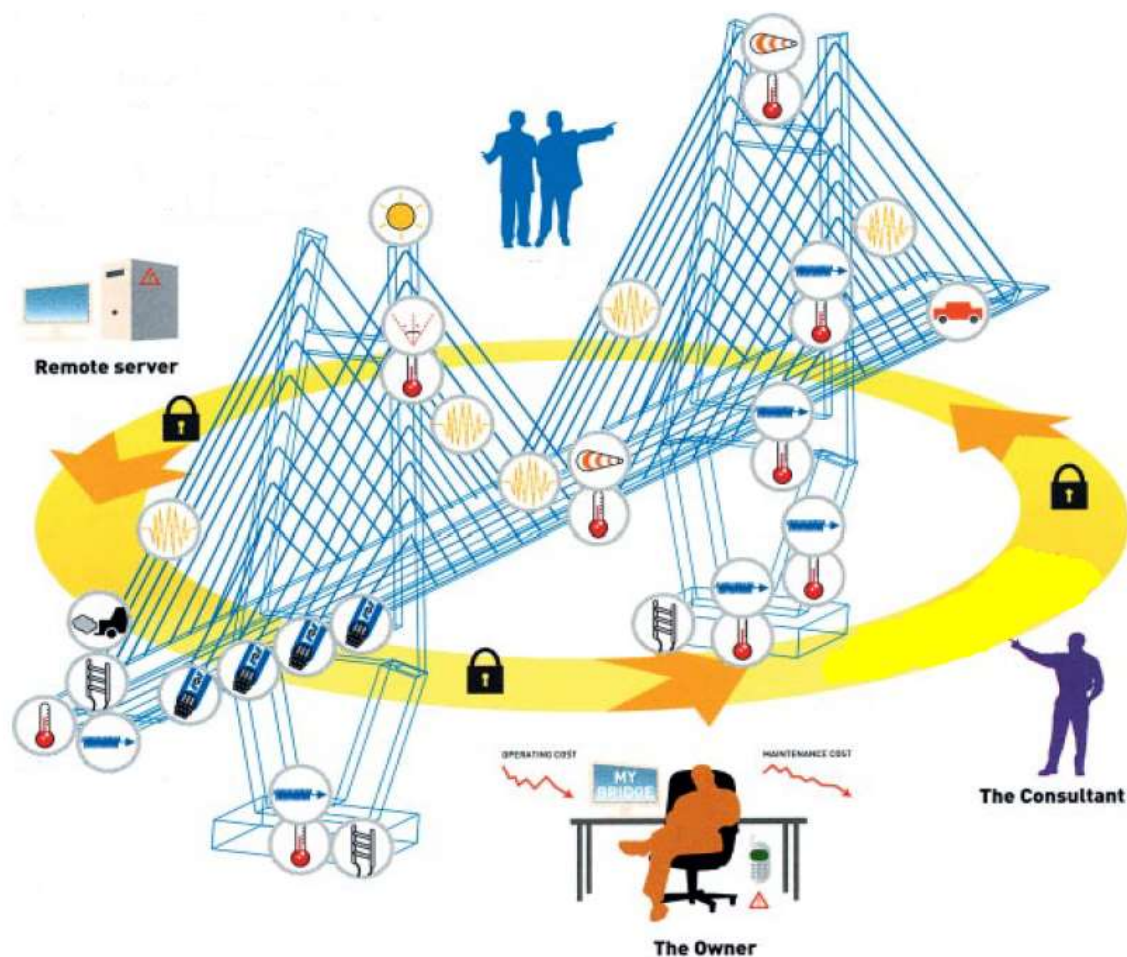 Remote server
OPERATING COST
MAINTENANCE COST
MY
BRIDGE
The Consultant
The Owner